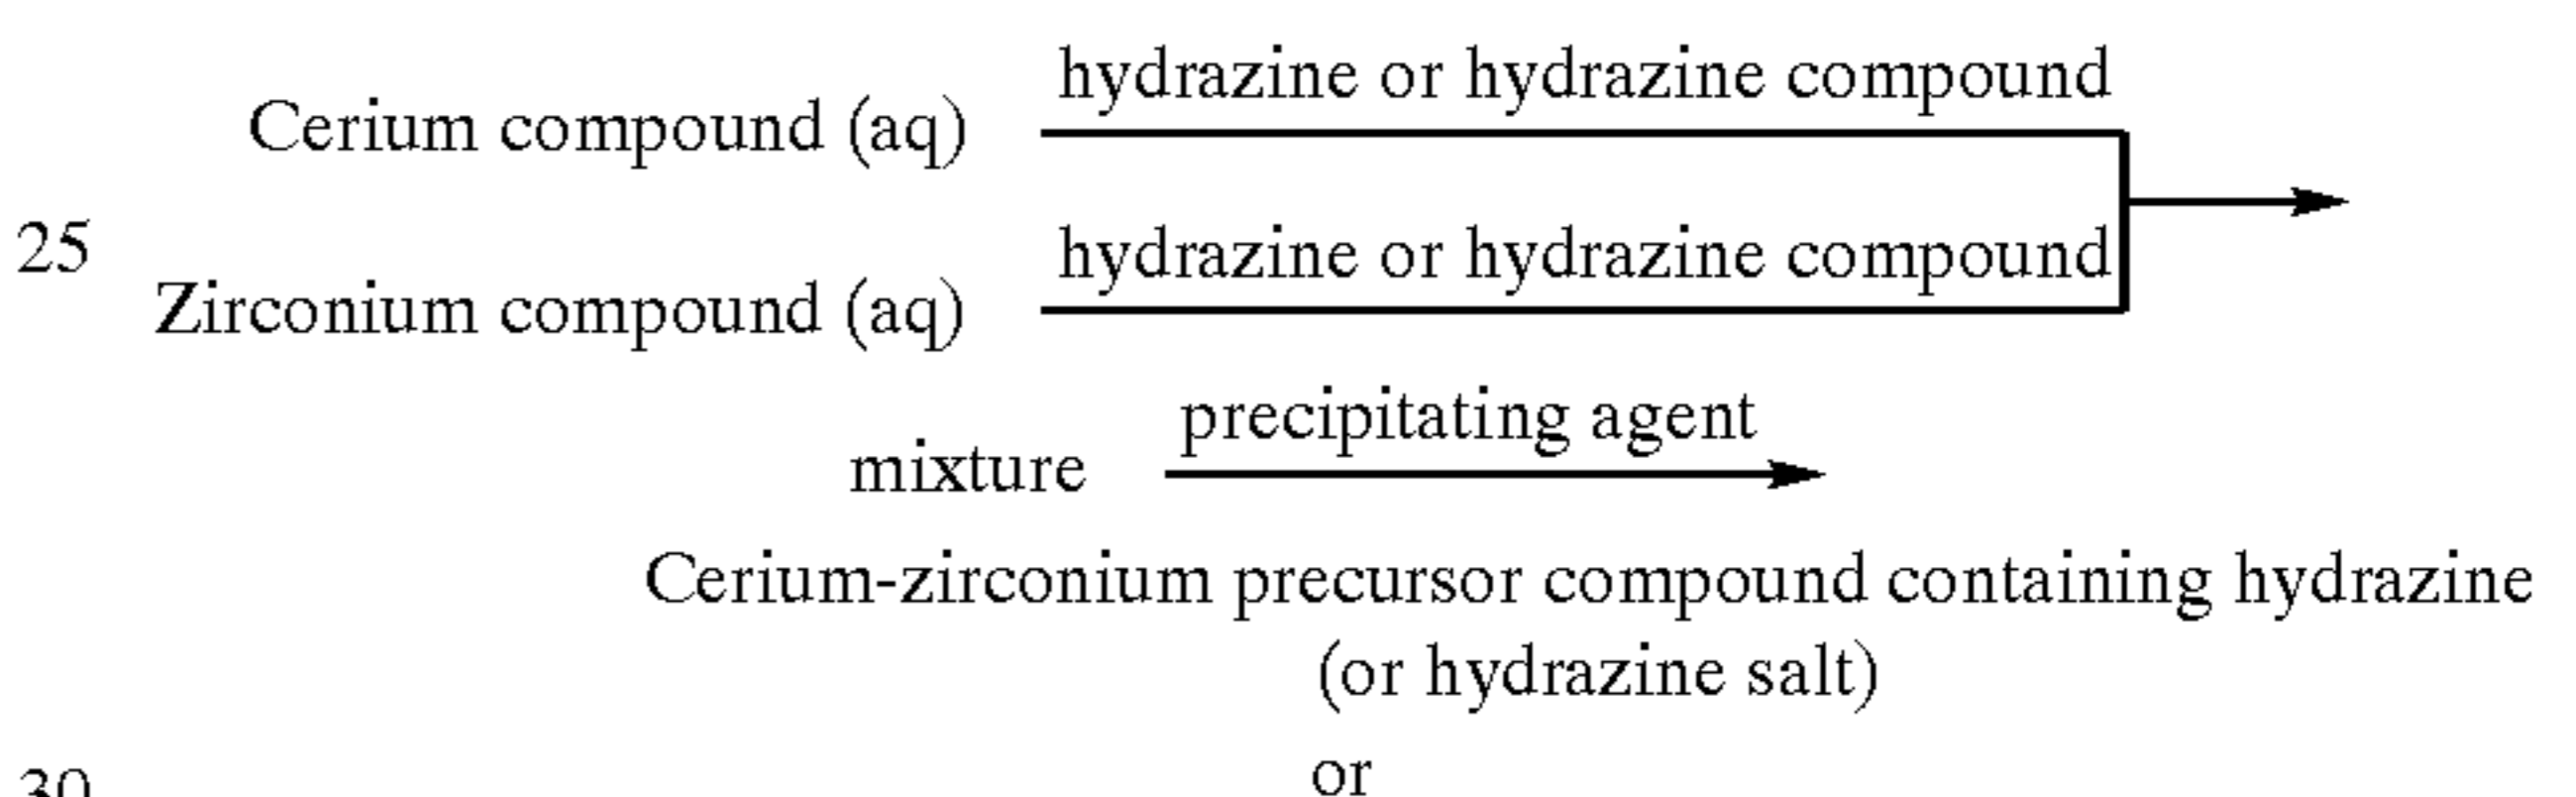 hydrazine or hydrazine compound
Cerium compound (aq)
25
hydrazine or hydrazine compound
Zirconium compound (aq)
precipitating agent
mixture
Cerium-zirconium precursor compound containing hydrazine
(or hydrazine salt)
30
or